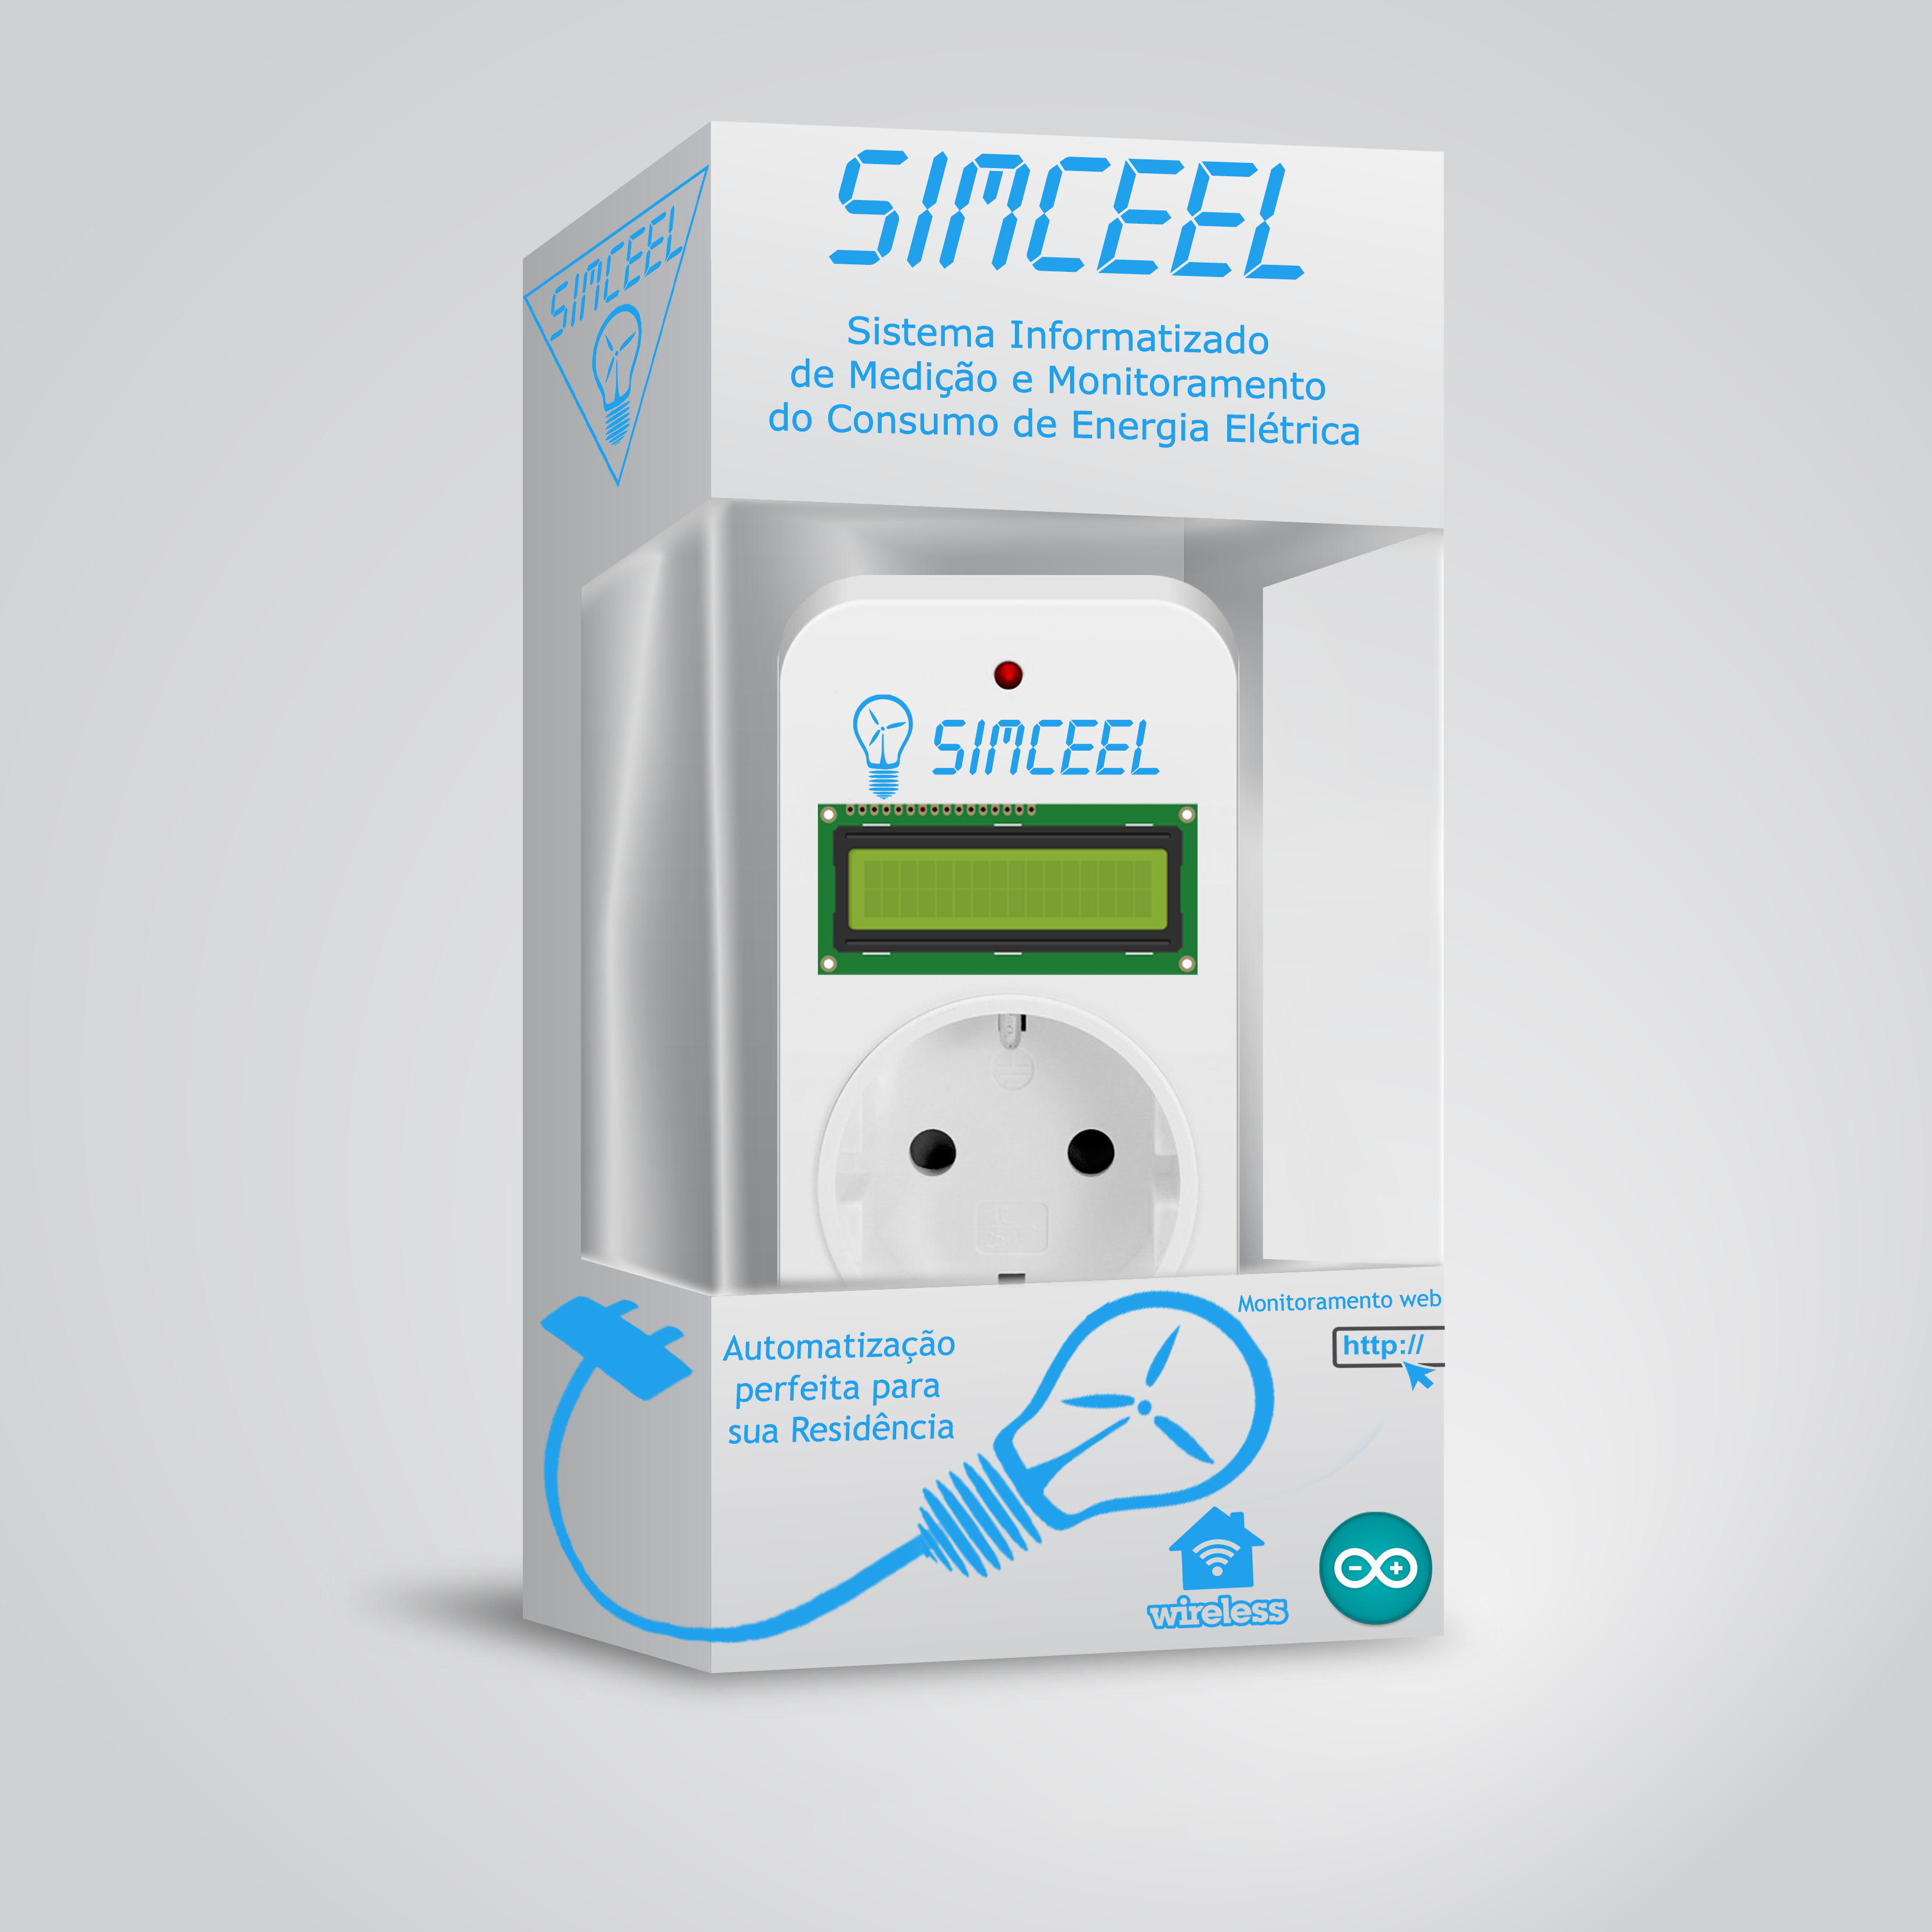 SIMCEEL
SIMCEEL
Sistema Informatizado
de Medição e Monitoramento
do Consumo de Energia Elétrica
SIMCEEL
Automatização
perfeita para
sua Residência
Monitoramento web
http://
wireless